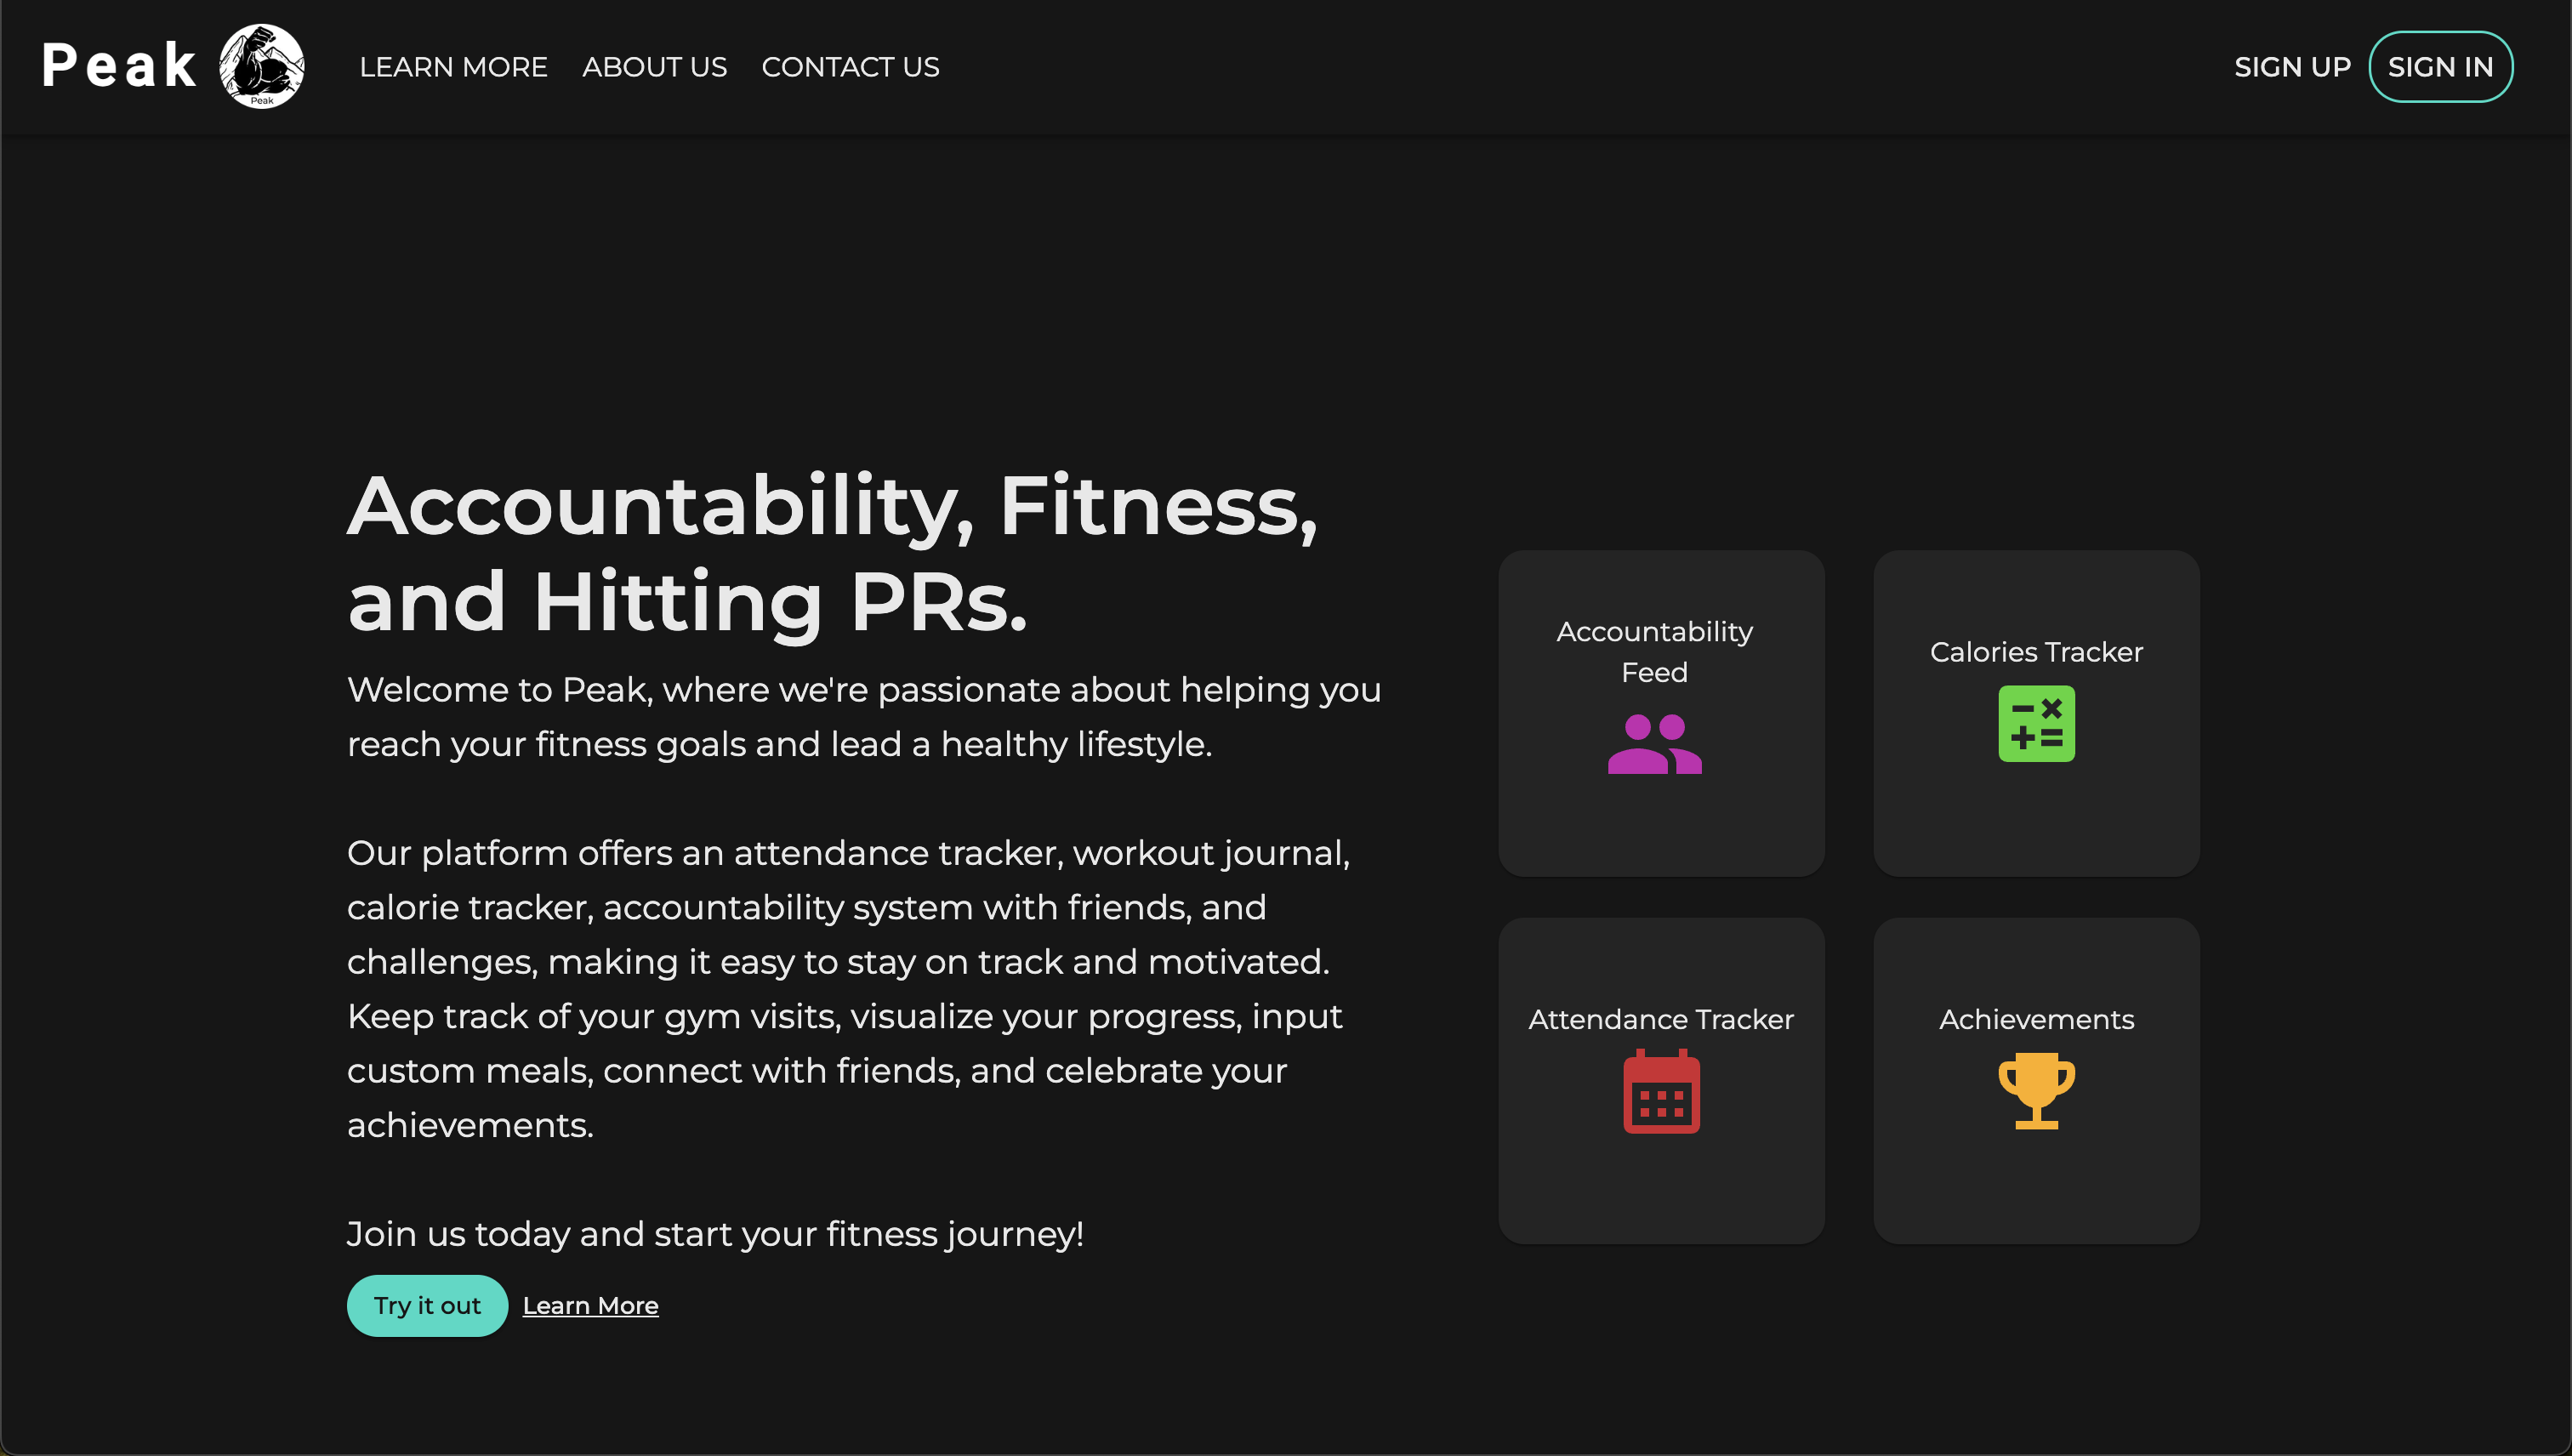 Peak
Peak
LEARN MORE
ABOUT US
CONTACT US
SIGN UP
SIGN IN
Accountability, Fitness,
and Hitting PRs.
Welcome to Peak, where we're passionate about helping you
reach your fitness goals and lead a healthy lifestyle.
Our platform offers an attendance tracker, workout journal,
calorie tracker, accountability system with friends, and
challenges, making it easy to stay on track and motivated.
Keep track of your gym visits, visualize your progress, input
custom meals, connect with friends, and celebrate your
achievements.
Join us today and start your fitness journey!
Try it out
Learn More
Accountability
Feed
Calories Tracker
Attendance Tracker
Achievements